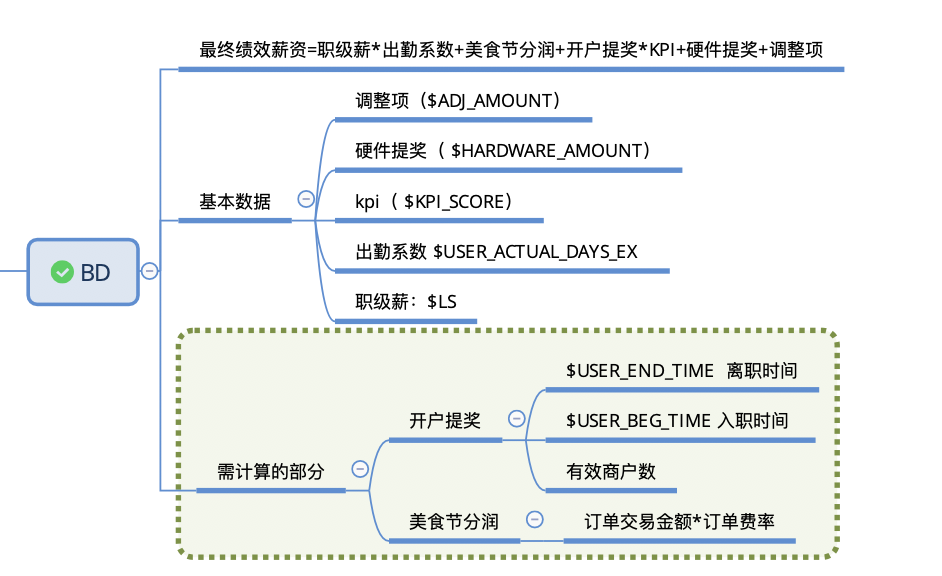 最终绩效薪资=职级薪*出勤系数+美食节分润+开户提奖*KPI+硬件提奖+调整项
调整项（$ADJ_AMOUNT）
硬件提奖（ $HARDWARE_AMOUNT）
基本数据
kpi（ $KPI_SCORE）
出勤系数 $USER_ACTUAL_DAYS_EX
BD
职级薪：$LS
$USER_END_TIME 离职时间
开户提奖
$USER_BEG_TIME 入职时间
需计算的部分
有效商户数
美食节分润
订单交易金额*订单费率